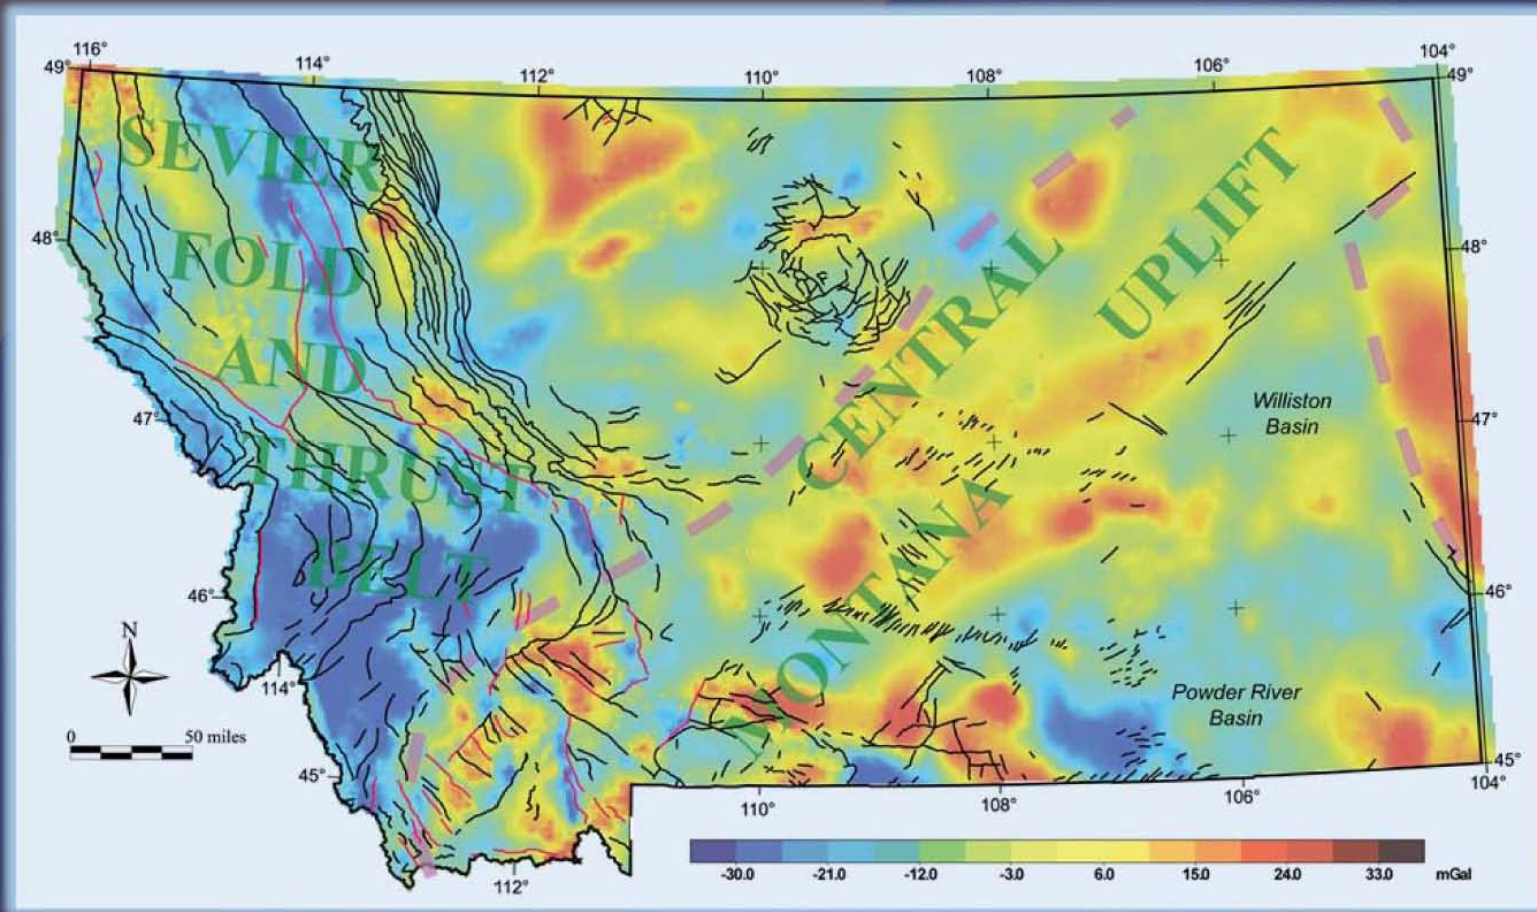 116°
114°
112°
110°
108°
106°
104°
49°
49°
SEVIER
FOLD
AND
THRUST
BELT
CENTRAL
MONTANA
UPLIFT
48°
48°
47°
47°
46°
46°
Williston
Basin
Powder River
Basin
N
114°
0 50 miles
45°
45°
104°
110°
108°
106°
112°
-30.0 -21.0 -12.0 -3.0 6.0 15.0 24.0 33.0 mGal